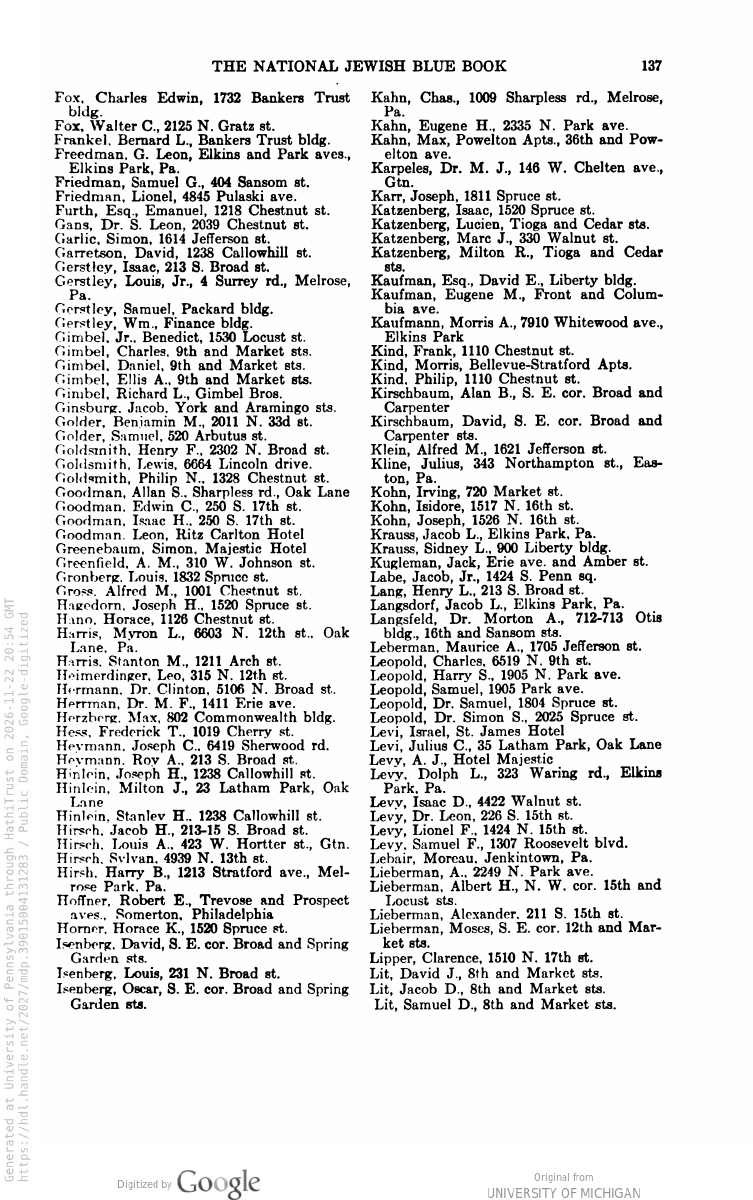 THE NATIONAL JEWISH BLUE BOOK 137
Fox, Charles Edwin, 1732 Bankers Trust
bldg.
Fox, Walter C., 2125 N. Gratz st.
Frankel, Bernard L., Bankers Trust bldg.
Freedman, G. Leon, Elkins and Park aves.,
Elkins Park, Pa.
Friedman, Samuel G., 404 Sansom st.
Friedman, Lionel, 4845 Pulaski ave.
Furth, Esq., Emanuel, 1218 Chestnut st.
Gans, Dr. S. Leon, 2039 Chestnut st.
Garlic, Simon, 1614 Jefferson st.
Garretson, David, 1238 Callowhill st.
Gerstley, Isaac, 213 S. Broad st.
Gerstley, Louis, Jr., 4 Surrey rd., Melrose,
Pa.
Gerstley, Samuel, Packard bldg.
Gerstley, Wm., Finance bldg.
Gimbel, Jr., Benedict, 1530 Locust st.
Gimbel, Charles, 9th and Market sts.
Gimbel, Daniel, 9th and Market sts.
Gimbel, Ellis A., 9th and Market sts.
Gimbel, Richard L., Gimbel Bros.
Ginsburg, Jacob, York and Aramingo sts.
Golder, Benjamin M., 2011 N. 33d st.
Golder, Samuel, 520 Arbutus st.
Goldsmith, Henry F., 2302 N. Broad st.
Goldsmith, Lewis, 6664 Lincoln drive.
Goldsmith, Philip N., 1328 Chestnut st.
Goodman, Allan S., Sharpless rd., Oak Lane
Goodman, Edwin C., 250 S. 17th st.
Goodman, Isaac H., 250 S. 17th st.
Goodman, Leon, Ritz Carlton Hotel
Greenebaum, Simon, Majestic Hotel
Greenfield, A. M., 310 W. Johnson st.
Gronberg, Louis, 1832 Spruce st.
Gross, Alfred M., 1001 Chestnut st.
Hagedorn, Joseph H., 1520 Spruce st.
Hano, Horace, 1126 Chestnut st.
Harris, Myron L., 6603 N. 12th st., Oak
Lane, Pa.
Harris, Stanton M., 1211 Arch st.
Heimerdinger, Leo, 315 N. 12th st.
Hermann, Dr. Clinton, 5106 N. Broad st.
Herrman, Dr. M. F., 1411 Erie ave.
Herzberg, Max, 802 Commonwealth bldg.
Hess, Frederick T., 1019 Cherry st.
Heymann, Joseph C., 6419 Sherwood rd.
Heymann, Roy A., 213 S. Broad st.
Hinlein, Joseph H., 1238 Callowhill st.
Hinlein, Milton J., 23 Latham Park, Oak
Lane
Hinlein, Stanley H., 1238 Callowhill st.
Hirsch, Jacob H., 213-15 S. Broad st.
Hirsch, Louis A., 423 W. Hortter st., Gtn.
Hirsch, Sylvan, 4939 N. 13th st.
Hirsh, Harry B., 1213 Stratford ave., Mel-
rose Park, Pa.
Hoffner, Robert E., Trevose and Prospect
aves., Somerton, Philadelphia
Horner, Horace K., 1520 Spruce st.
Isenberg, David, S. E. cor. Broad and Spring
Garden sts.
Isenberg, Louis, 231 N. Broad st.
Isenberg, Oscar, S. E. cor. Broad and Spring
Garden sts.
Kahn, Chas., 1009 Sharpless rd., Melrose,
Pa.
Kahn, Eugene H., 2335 N. Park ave.
Kahn, Max, Powelton Apts., 36th and Pow-
elton ave.
Karpeles, Dr. M. J., 146 W. Chelten ave.,
Gtn.
Karr, Joseph, 1811 Spruce st.
Katzenberg, Isaac, 1520 Spruce st.
Katzenberg, Lucien, Tioga and Cedar sts.
Katzenberg, Marc J., 330 Walnut st.
Katzenberg, Milton R., Tioga and Cedar
sts.
Kaufman, Esq., David E., Liberty bldg.
Kaufman, Eugene M., Front and Colum-
bia ave.
Kaufmann, Morris A., 7910 Whitewood ave.,
Elkins Park
Kind, Frank, 1110 Chestnut st.
Kind, Morris, Bellevue-Stratford Apts.
Kind, Philip, 1110 Chestnut st.
Kirschbaum, Alan B., S. E. cor. Broad and
Carpenter
Kirschbaum, David, S. E. cor. Broad and
Carpenter sts.
Klein, Alfred M., 1621 Jefferson st.
Kline, Julius, 343 Northampton st., Eas-
ton, Pa.
Kohn, Irving, 720 Market st.
Kohn, Isidore, 1517 N. 16th st.
Kohn, Joseph, 1526 N. 16th st.
Krauss, Jacob L., Elkins Park, Pa.
Krauss, Sidney L., 900 Liberty bldg.
Kugleman, Jack, Erie ave. and Amber st.
Labe, Jacob, Jr., 1424 S. Penn sq.
Lang, Henry L., 213 S. Broad st.
Langsdorf, Jacob L., Elkins Park, Pa.
Langsfeld, Dr. Morton A., 712-713 Otis
bldg., 16th and Sansom sts.
Leberman, Maurice A., 1705 Jefferson st.
Leopold, Charles, 6519 N. 9th st.
Leopold, Harry S., 1905 N. Park ave.
Leopold, Samuel, 1905 Park ave.
Leopold, Dr. Samuel, 1804 Spruce st.
Leopold, Dr. Simon S., 2025 Spruce st.
Levi, Israel, St. James Hotel
Levi, Julius C., 35 Latham Park, Oak Lane
Levy, A. J., Hotel Majestic
Levy, Dolph L., 323 Waring rd., Elkins
Park, Pa.
Levy, Isaac D., 4422 Walnut st.
Levy, Dr. Leon, 226 S. 15th st.
Levy, Lionel F., 1424 N. 15th st.
Levy, Samuel F., 1307 Roosevelt blvd.
Lebair, Moreau, Jenkintown, Pa.
Lieberman, A., 2249 N. Park ave.
Lieberman, Albert H., N. W. cor. 15th and
Locust sts.
Lieberman, Alexander, 211 S. 15th st.
Lieberman, Moses, S. E. cor. 12th and Mar-
ket sts.
Lipper, Clarence, 1510 N. 17th st.
Lit, David J., 8th and Market sts.
Lit, Jacob D., 8th and Market sts.
Lit, Samuel D., 8th and Market sts.
Generated at University of Pennsylvania through HathiTrust on 2026-11-22 20:54 GMT
https://hdl.handle.net/2027/mdp.39015004131283 / Public Domain, Google-digitized
Digitized by Google
Original from
UNIVERSITY OF MICHIGAN